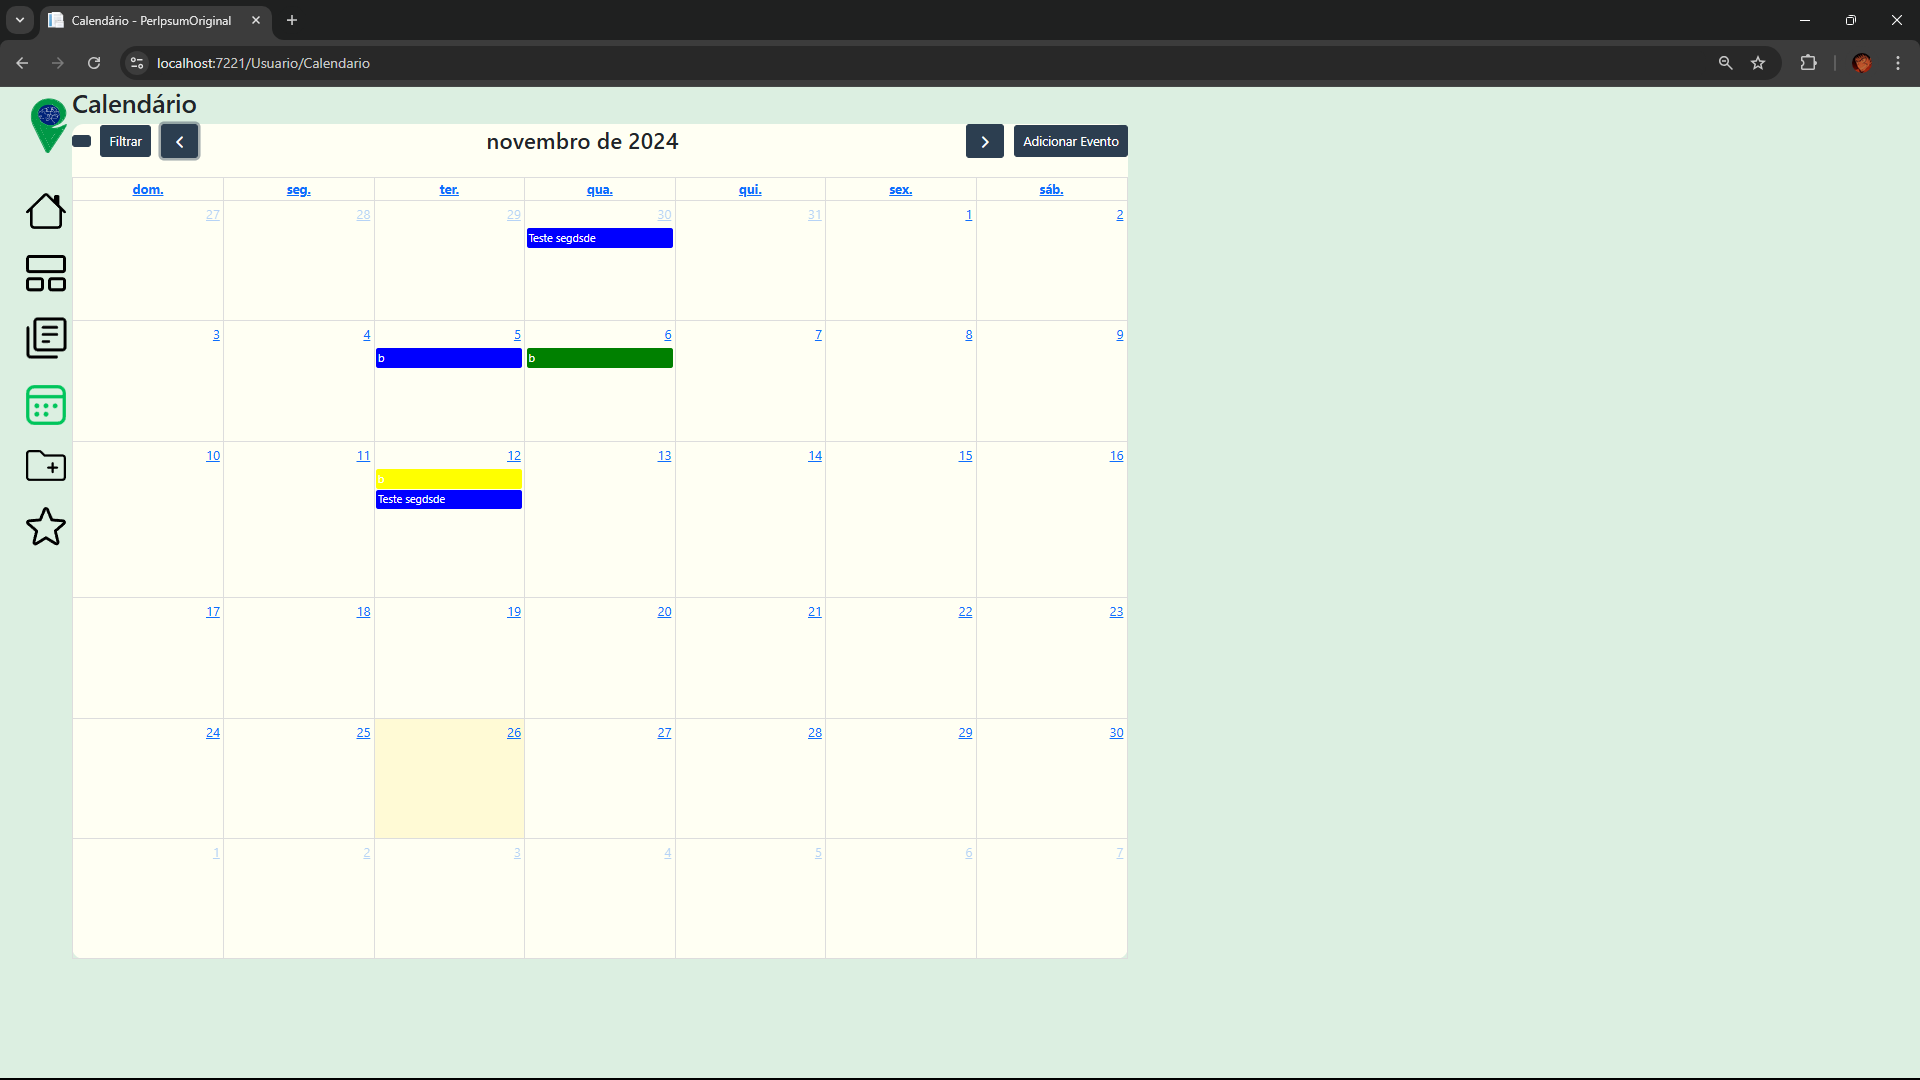 Calendário - PerIpsumOriginal
localhost:7221/Usuario/Calendario
Calendário
Filtrar novembro de 2024 Adicionar Evento
dom. seg. ter. qua. qui. sex. sáb.
27 28 29 30 31 1 2
Teste segdsde
3 4 5 6 7 8 9
b b
10 11 12 13 14 15 16
b
Teste segdsde
17 18 19 20 21 22 23
24 25 26 27 28 29 30
1 2 3 4 5 6 7